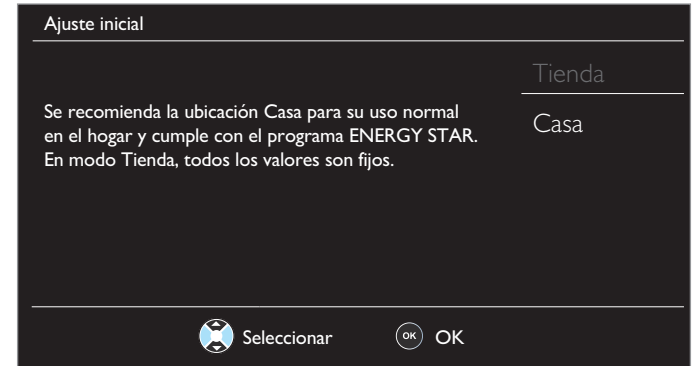 Ajuste inicial
Tienda
Se recomienda la ubicación Casa para su uso normal
en el hogar y cumple con el programa ENERGY STAR.
En modo Tienda, todos los valores son fijos.
Casa
Seleccionar
OK OK